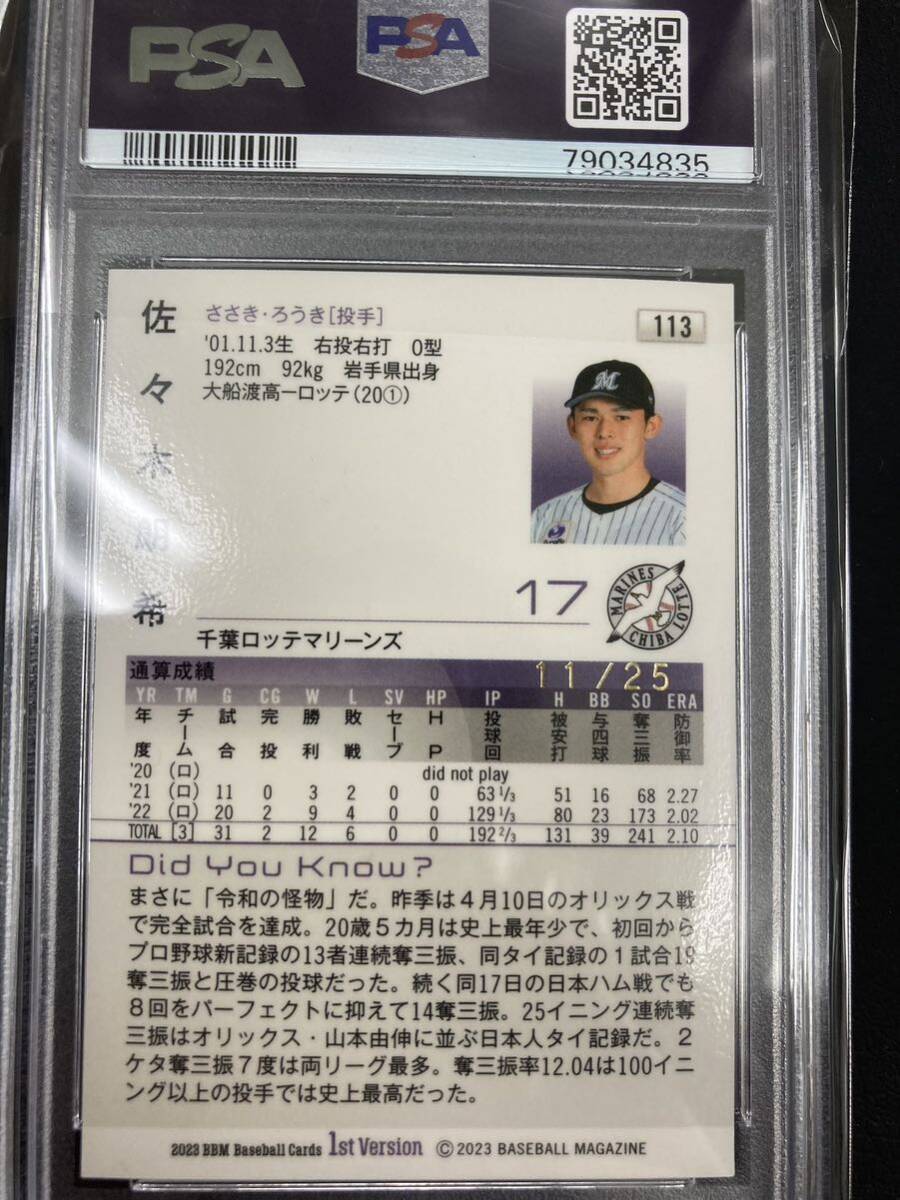 PSA
PSA
79034835
佐々木朗希
ささき・ろうき[投手]
113
'01.11.3生 右投右打 O型
192cm 92kg 岩手県出身
大船渡高ーロッテ(20①)
M
17
MARINES
CHIBA LOTTE
千葉ロッテマリーンズ
通算成績 11/25
YR TM G CG W L SV HP IP H BB SO ERA
年度 チーム 試合 完投 勝利 敗戦 セーブ HP 投球回 被安打 与四球 奪三振 防御率
'20 (ロ) did not play
'21 (ロ) 11 0 3 2 0 0 63 1/3 51 16 68 2.27
'22 (ロ) 20 2 9 4 0 0 129 1/3 80 23 173 2.02
TOTAL [3] 31 2 12 6 0 0 192 2/3 131 39 241 2.10
Did You Know?
まさに「令和の怪物」だ。昨季は4月10日のオリックス戦
で完全試合を達成。20歳5カ月は史上最年少で、初回から
プロ野球新記録の13者連続奪三振、同タイ記録の1試合19
奪三振と圧巻の投球だった。続く同17日の日本ハム戦でも
8回をパーフェクトに抑えて14奪三振。25イニング連続奪
三振はオリックス・山本由伸に並ぶ日本人タイ記録だ。2
ケタ奪三振7度は両リーグ最多。奪三振率12.04は100イニ
ング以上の投手では史上最高だった。
2023 BBM Baseball Cards 1st Version ©2023 BASEBALL MAGAZINE